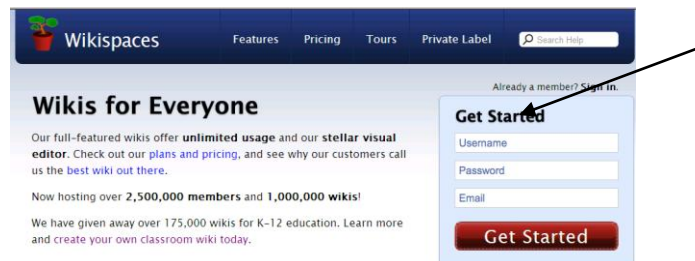 Wikispaces Features Pricing Tours Private Label Search Help
Already a member? Sign in.
Wikis for Everyone
Our full-featured wikis offer unlimited usage and our stellar visual
editor. Check out our plans and pricing, and see why our customers call
us the best wiki out there.
Now hosting over 2,500,000 members and 1,000,000 wikis!
We have given away over 175,000 wikis for K-12 education. Learn more
and create your own classroom wiki today.
Get Started
Username
Password
Email
Get Started